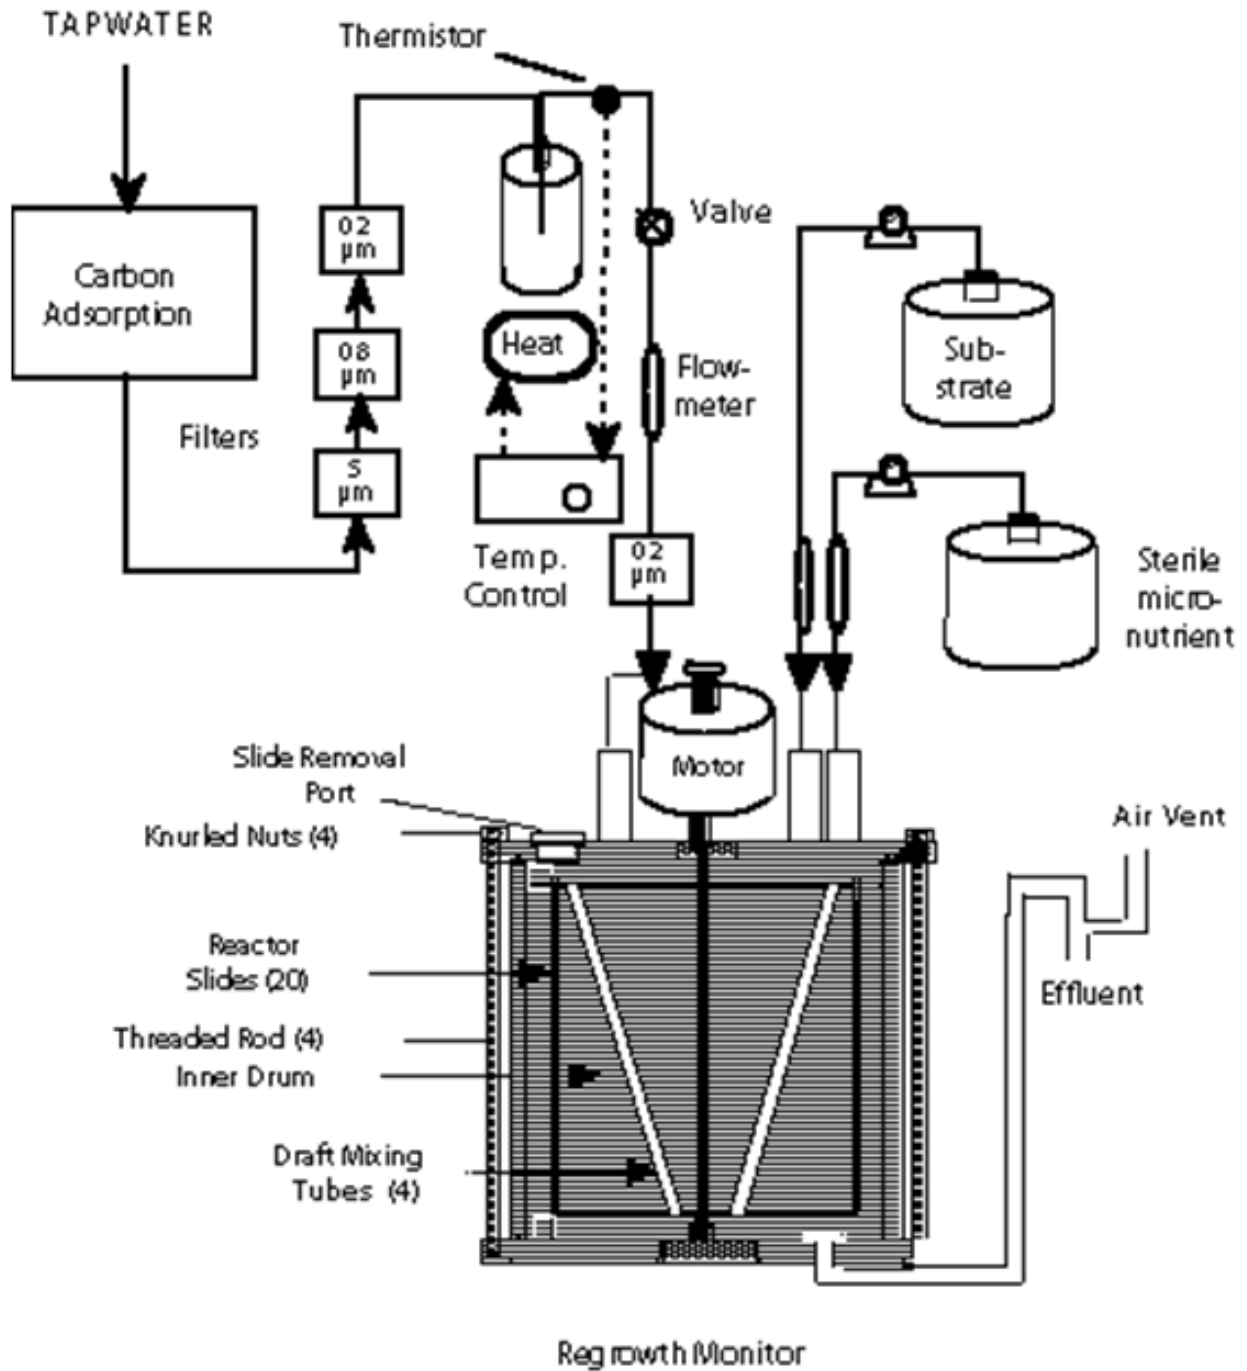 TAPWATER
Thermistor
Carbon
Adsorption
Filters
02
µm
08
µm
S
µm
Heat
Temp.
Control
Valve
Flow-
meter
02
µm
Sub-
strate
Sterile
micro-
nutrient
Motor
Slide Removal
Port
Knurled Nuts (4)
Reactor
Slides (20)
Threaded Rod (4)
Inner Drum
Draft Mixing
Tubes (4)
Air Vent
Effluent
Regrowth Monitor